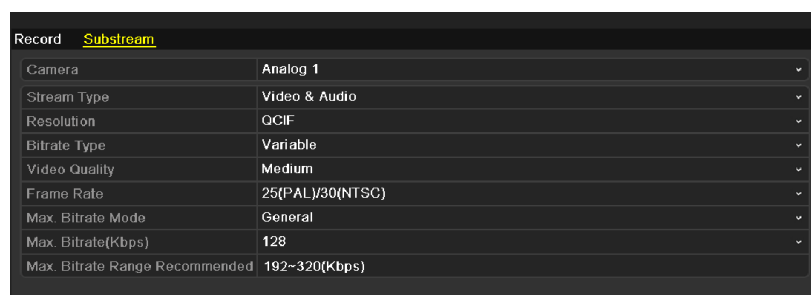 Record Substream
Camera Analog 1
Stream Type Video & Audio
Resolution QCIF
Bitrate Type Variable
Video Quality Medium
Frame Rate 25(PAL)/30(NTSC)
Max. Bitrate Mode General
Max. Bitrate(Kbps) 128
Max. Bitrate Range Recommended 192~320(Kbps)